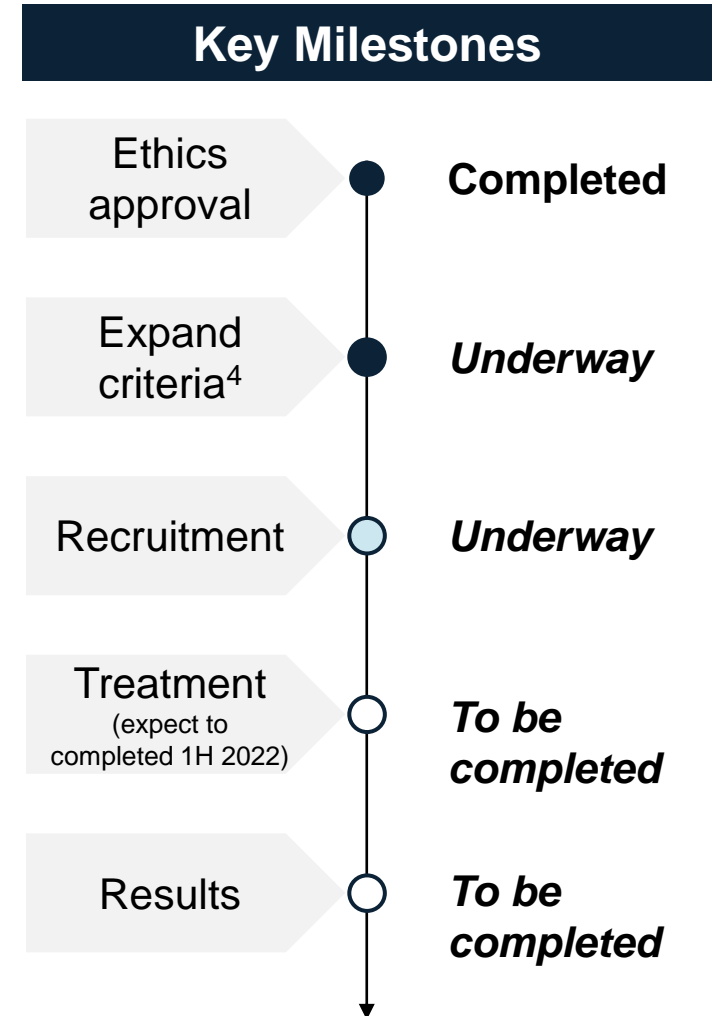 Key Milestones
Ethics
approval
Completed
Expand
criteria⁴
Underway
Recruitment
Underway
Treatment
(expect to
completed 1H 2022)
To be
completed
Results
To be
completed